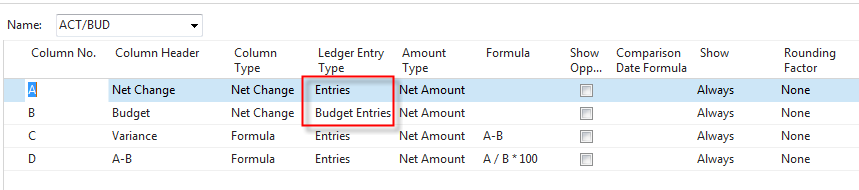 Name: ACT/BUD
Column No. Column Header Column Type Ledger Entry Type Amount Type Formula Show Opp... Comparison Date Formula Show Rounding Factor
A Net Change Net Change Entries Net Amount Always None
B Budget Net Change Budget Entries Net Amount Always None
C Variance Formula Entries Net Amount A-B Always None
D A-B Formula Entries Net Amount A / B * 100 Always None